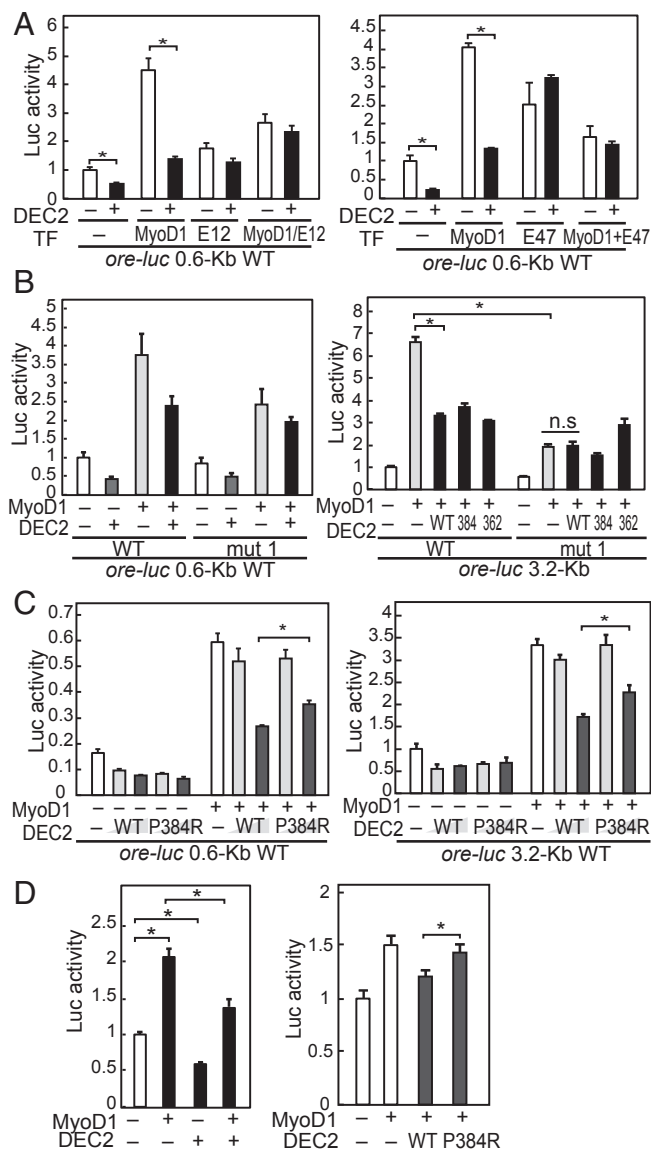 A
Luc activity
5
4
3
2
1
0
*
*
DEC2 – + – + – + – +
TF – MyoD1 E12 MyoD1/E12
ore-luc 0.6-Kb WT
4.5
4
3.5
3
2.5
2
1.5
1
0.5
0
*
*
DEC2 – + – + – + – +
TF – MyoD1 E47 MyoD1+E47
ore-luc 0.6-Kb WT
B
Luc activity
5
4.5
4
3.5
3
2.5
2
1.5
1
0.5
0
MyoD1 – – + + – – + +
DEC2 – + – + – + – +
WT mut 1
ore-luc 0.6-Kb WT
Luc activity
8
7
6
5
4
3
2
1
0
*
*
n.s
MyoD1 – + + + + – + + + +
DEC2 – – WT 384 362 – – WT 384 362
WT mut 1
ore-luc 3.2-Kb
C
Luc activity
0.7
0.6
0.5
0.4
0.3
0.2
0.1
0
*
MyoD1 – – – – – + + + + +
DEC2 – WT P384R – WT P384R
ore-luc 0.6-Kb WT
Luc activity
4
3.5
3
2.5
2
1.5
1
0.5
0
*
MyoD1 – – – – – + + + + +
DEC2 – WT P384R – WT P384R
ore-luc 3.2-Kb WT
D
Luc activity
2.5
2
1.5
1
0.5
0
*
*
*
MyoD1 – + – +
DEC2 – – + +
Luc activity
2
1.5
1
0.5
0
*
MyoD1 – + + +
DEC2 – – WT P384R